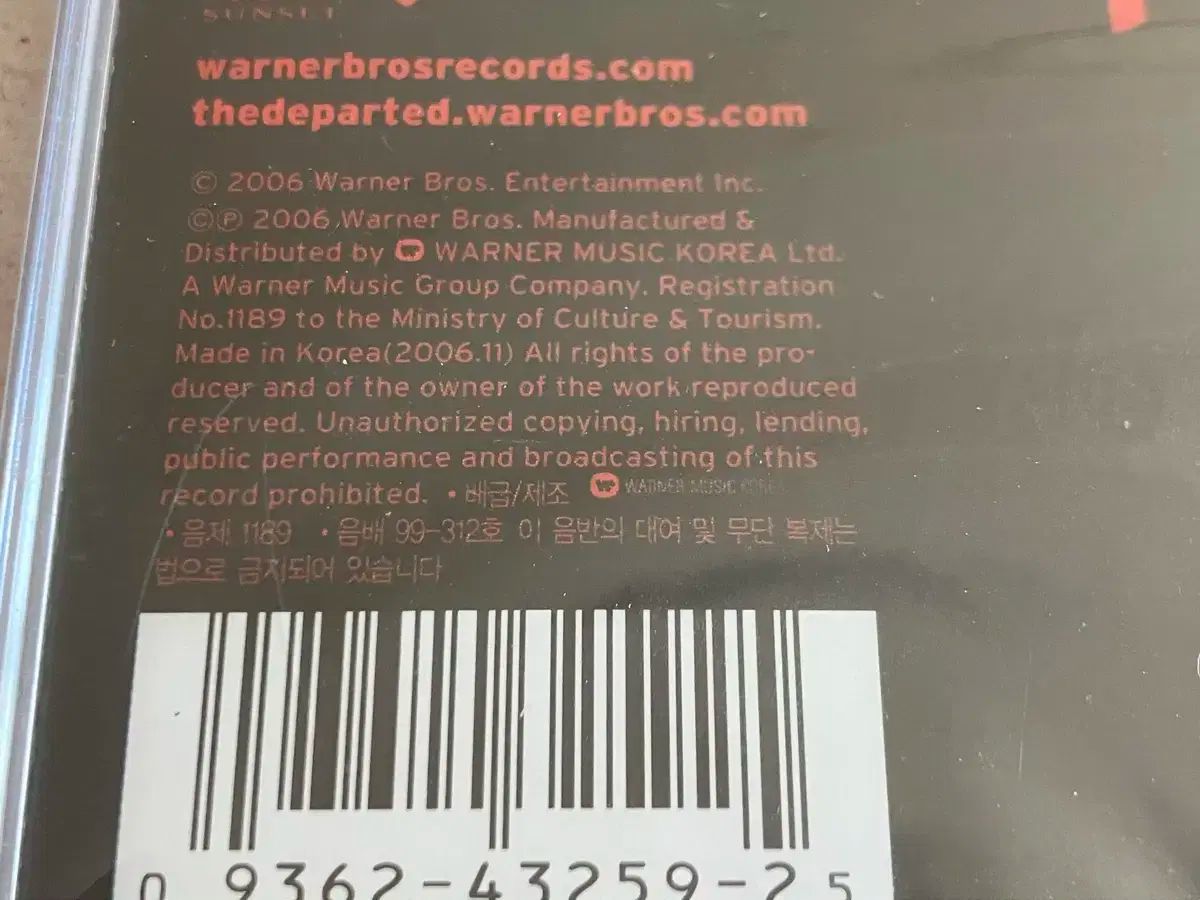 SUNSET
warnerbrosrecords.com
thedeparted.warnerbros.com
© 2006 Warner Bros. Entertainment Inc.
©℗ 2006 Warner Bros. Manufactured &
Distributed by WARNER MUSIC KOREA Ltd.
A Warner Music Group Company. Registration
No.1189 to the Ministry of Culture & Tourism.
Made in Korea(2006.11) All rights of the pro-
ducer and of the owner of the work reproduced
reserved. Unauthorized copying, hiring, lending,
public performance and broadcasting of this
record prohibited. •배급/제조 WARNER MUSIC KOREA
•음제 1189 •음배 99-312호 이 음반의 대여 및 무단 복제는
법으로 금지되어 있습니다
0 9362-43259-2 5